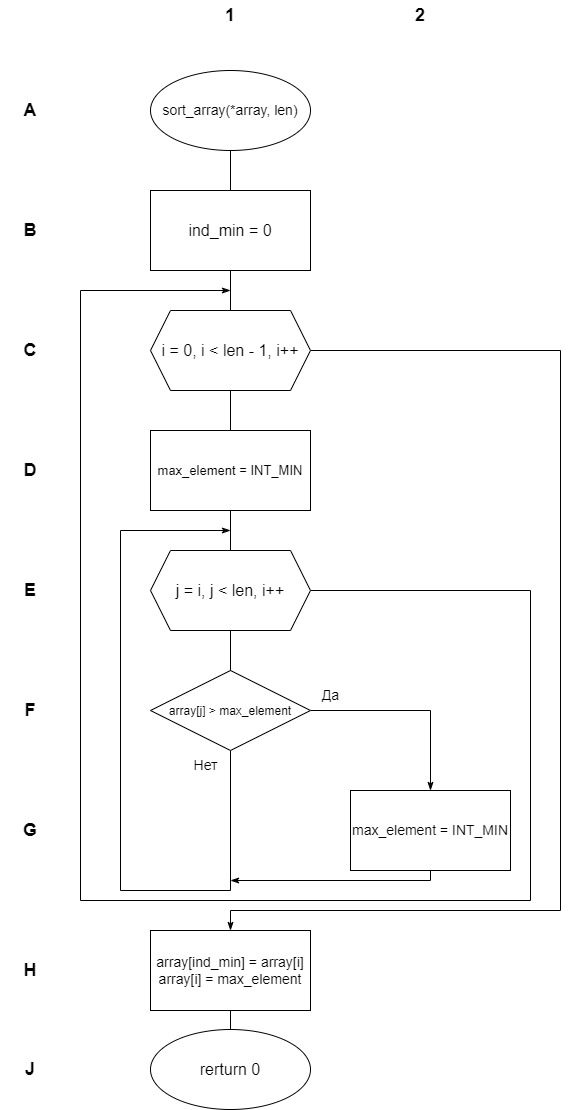 1 2
A
sort_array(*array, len)
B
ind_min = 0
C
i = 0, i < len - 1, i++
D
max_element = INT_MIN
E
j = i, j < len, i++
F
array[j] > max_element
Да
Нет
G
max_element = INT_MIN
H
array[ind_min] = array[i]
array[i] = max_element
J
rerturn 0